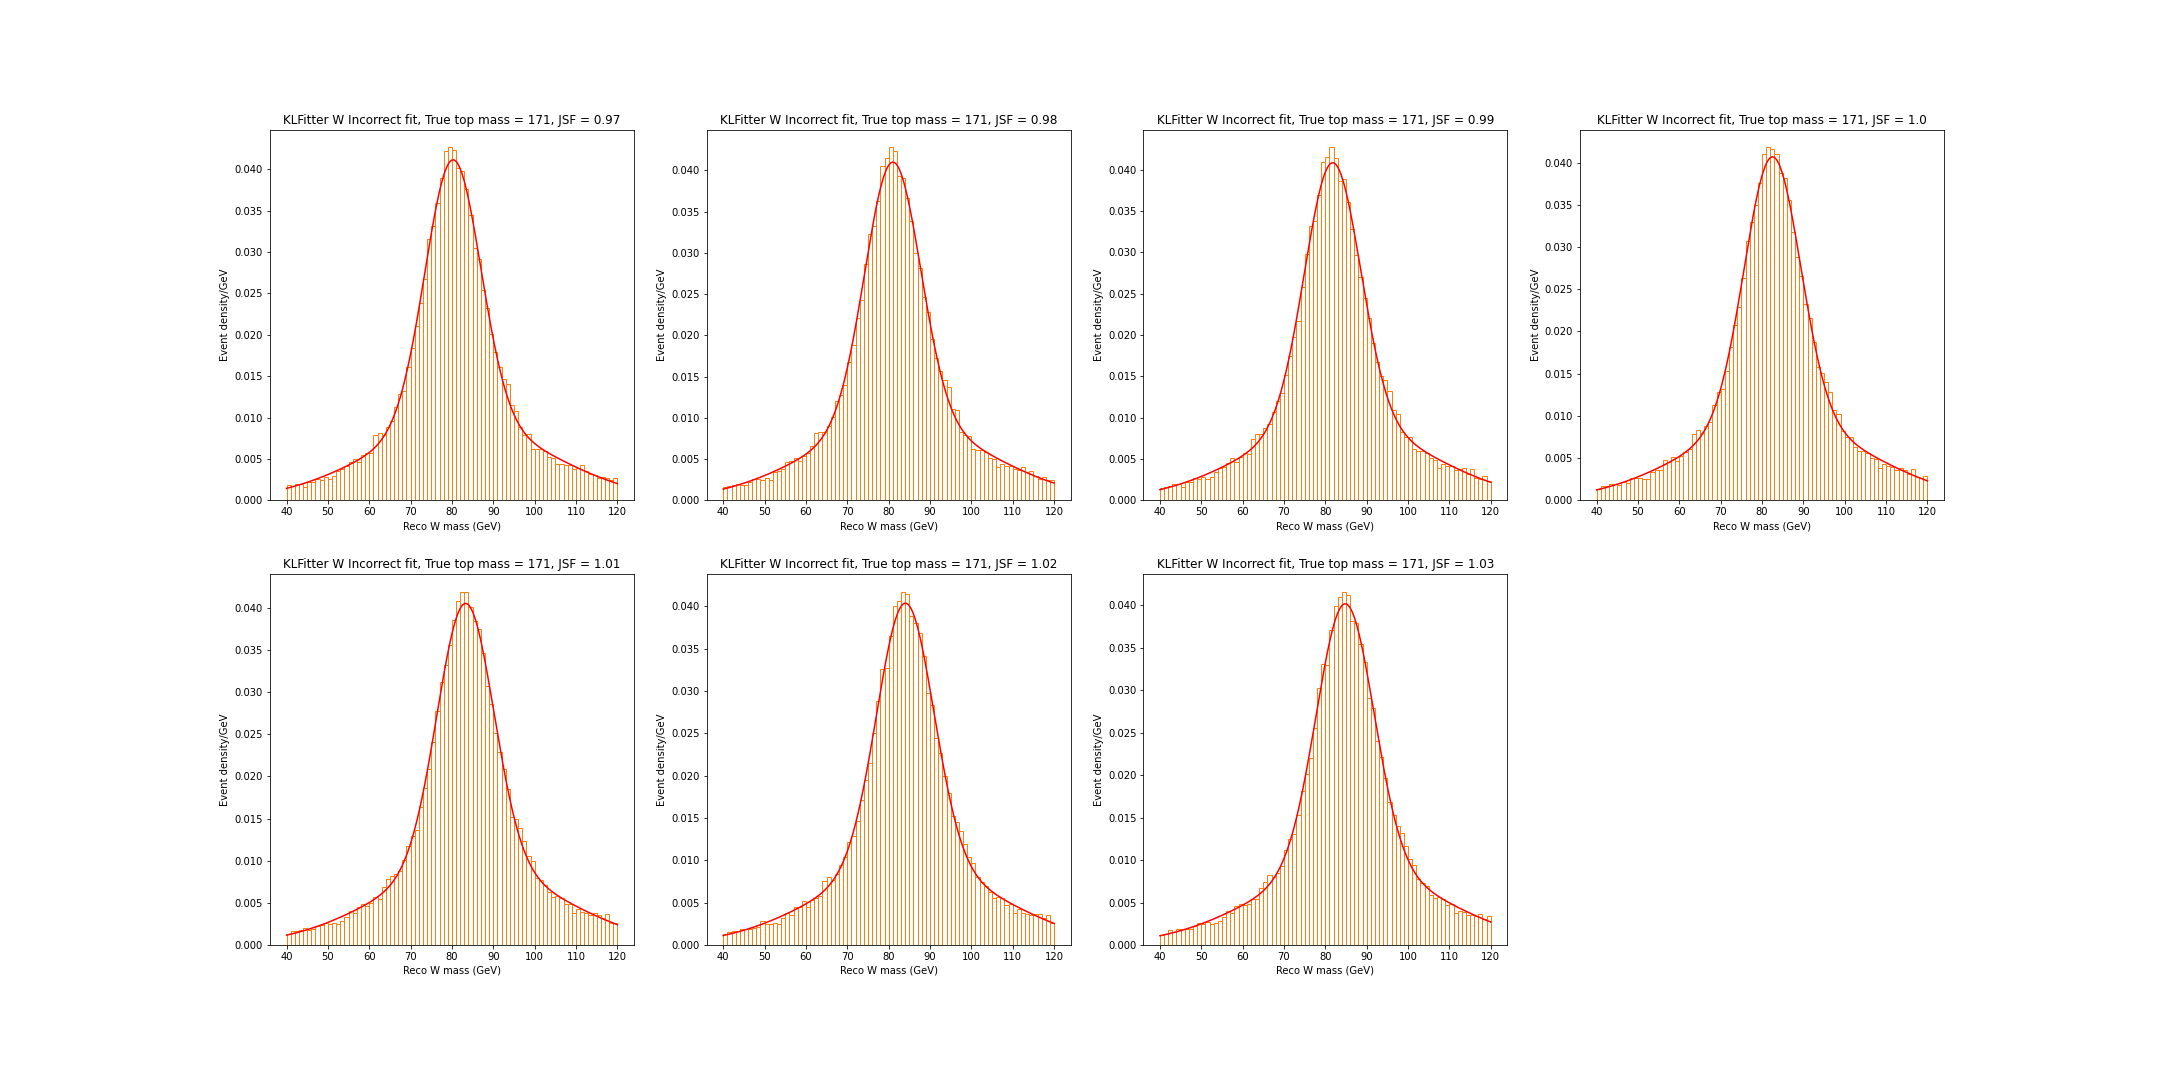 KLFitter W Incorrect fit, True top mass = 171, JSF = 0.97
0.040
0.035
0.030
0.025
0.020
0.015
0.010
0.005
0.000
Event density/GeV
40 50 60 70 80 90 100 110 120
Reco W mass (GeV)
KLFitter W Incorrect fit, True top mass = 171, JSF = 0.98
0.040
0.035
0.030
0.025
0.020
0.015
0.010
0.005
0.000
Event density/GeV
40 50 60 70 80 90 100 110 120
Reco W mass (GeV)
KLFitter W Incorrect fit, True top mass = 171, JSF = 0.99
0.040
0.035
0.030
0.025
0.020
0.015
0.010
0.005
0.000
Event density/GeV
40 50 60 70 80 90 100 110 120
Reco W mass (GeV)
KLFitter W Incorrect fit, True top mass = 171, JSF = 1.0
0.040
0.035
0.030
0.025
0.020
0.015
0.010
0.005
0.000
Event density/GeV
40 50 60 70 80 90 100 110 120
Reco W mass (GeV)
KLFitter W Incorrect fit, True top mass = 171, JSF = 1.01
0.040
0.035
0.030
0.025
0.020
0.015
0.010
0.005
0.000
Event density/GeV
40 50 60 70 80 90 100 110 120
Reco W mass (GeV)
KLFitter W Incorrect fit, True top mass = 171, JSF = 1.02
0.040
0.035
0.030
0.025
0.020
0.015
0.010
0.005
0.000
Event density/GeV
40 50 60 70 80 90 100 110 120
Reco W mass (GeV)
KLFitter W Incorrect fit, True top mass = 171, JSF = 1.03
0.040
0.035
0.030
0.025
0.020
0.015
0.010
0.005
0.000
Event density/GeV
40 50 60 70 80 90 100 110 120
Reco W mass (GeV)